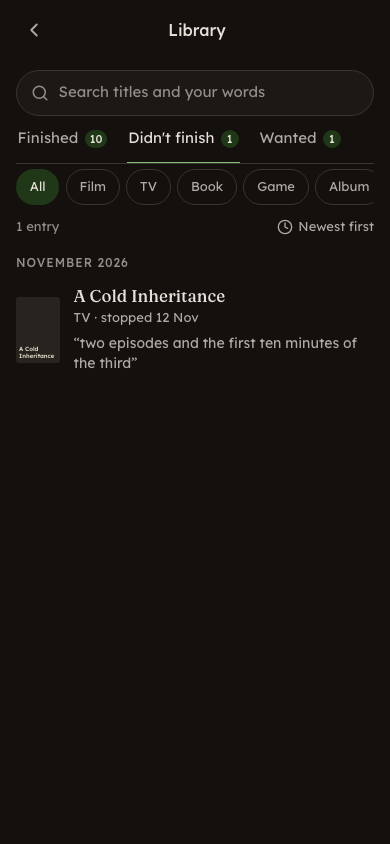 Library
Search titles and your words
Finished 10 Didn't finish 1 Wanted 1
All Film TV Book Game Album
1 entry Newest first
NOVEMBER 2026
A Cold Inheritance
TV · stopped 12 Nov
“two episodes and the first ten minutes of
the third”
A Cold
Inheritance